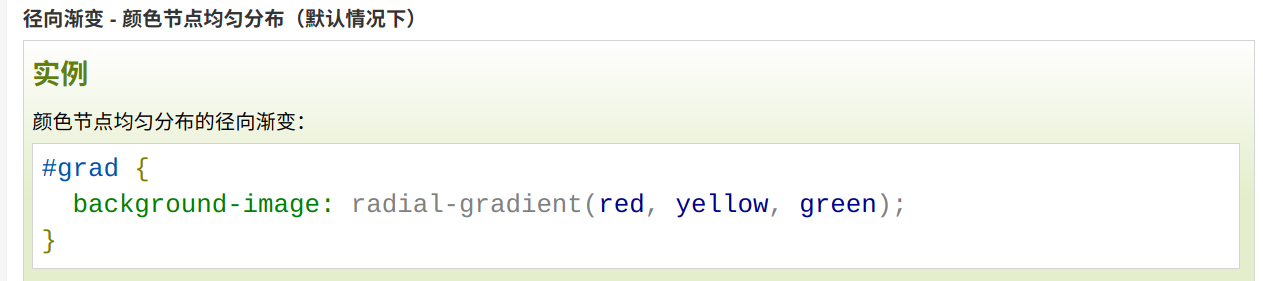 径向渐变 - 颜色节点均匀分布（默认情况下）
实例
颜色节点均匀分布的径向渐变：
#grad {
  background-image: radial-gradient(red, yellow, green);
}